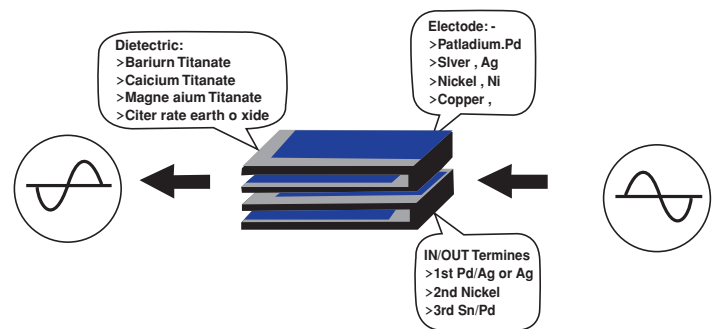 Dietectric:
>Bariurn Titanate
>Caicium Titanate
>Magne aium Titanate
>Citer rate earth o xide
Electode: -
>Patladium.Pd
>Slver , Ag
>Nickel , Ni
>Copper ,
IN/OUT Termines
>1st Pd/Ag or Ag
>2nd Nickel
>3rd Sn/Pd